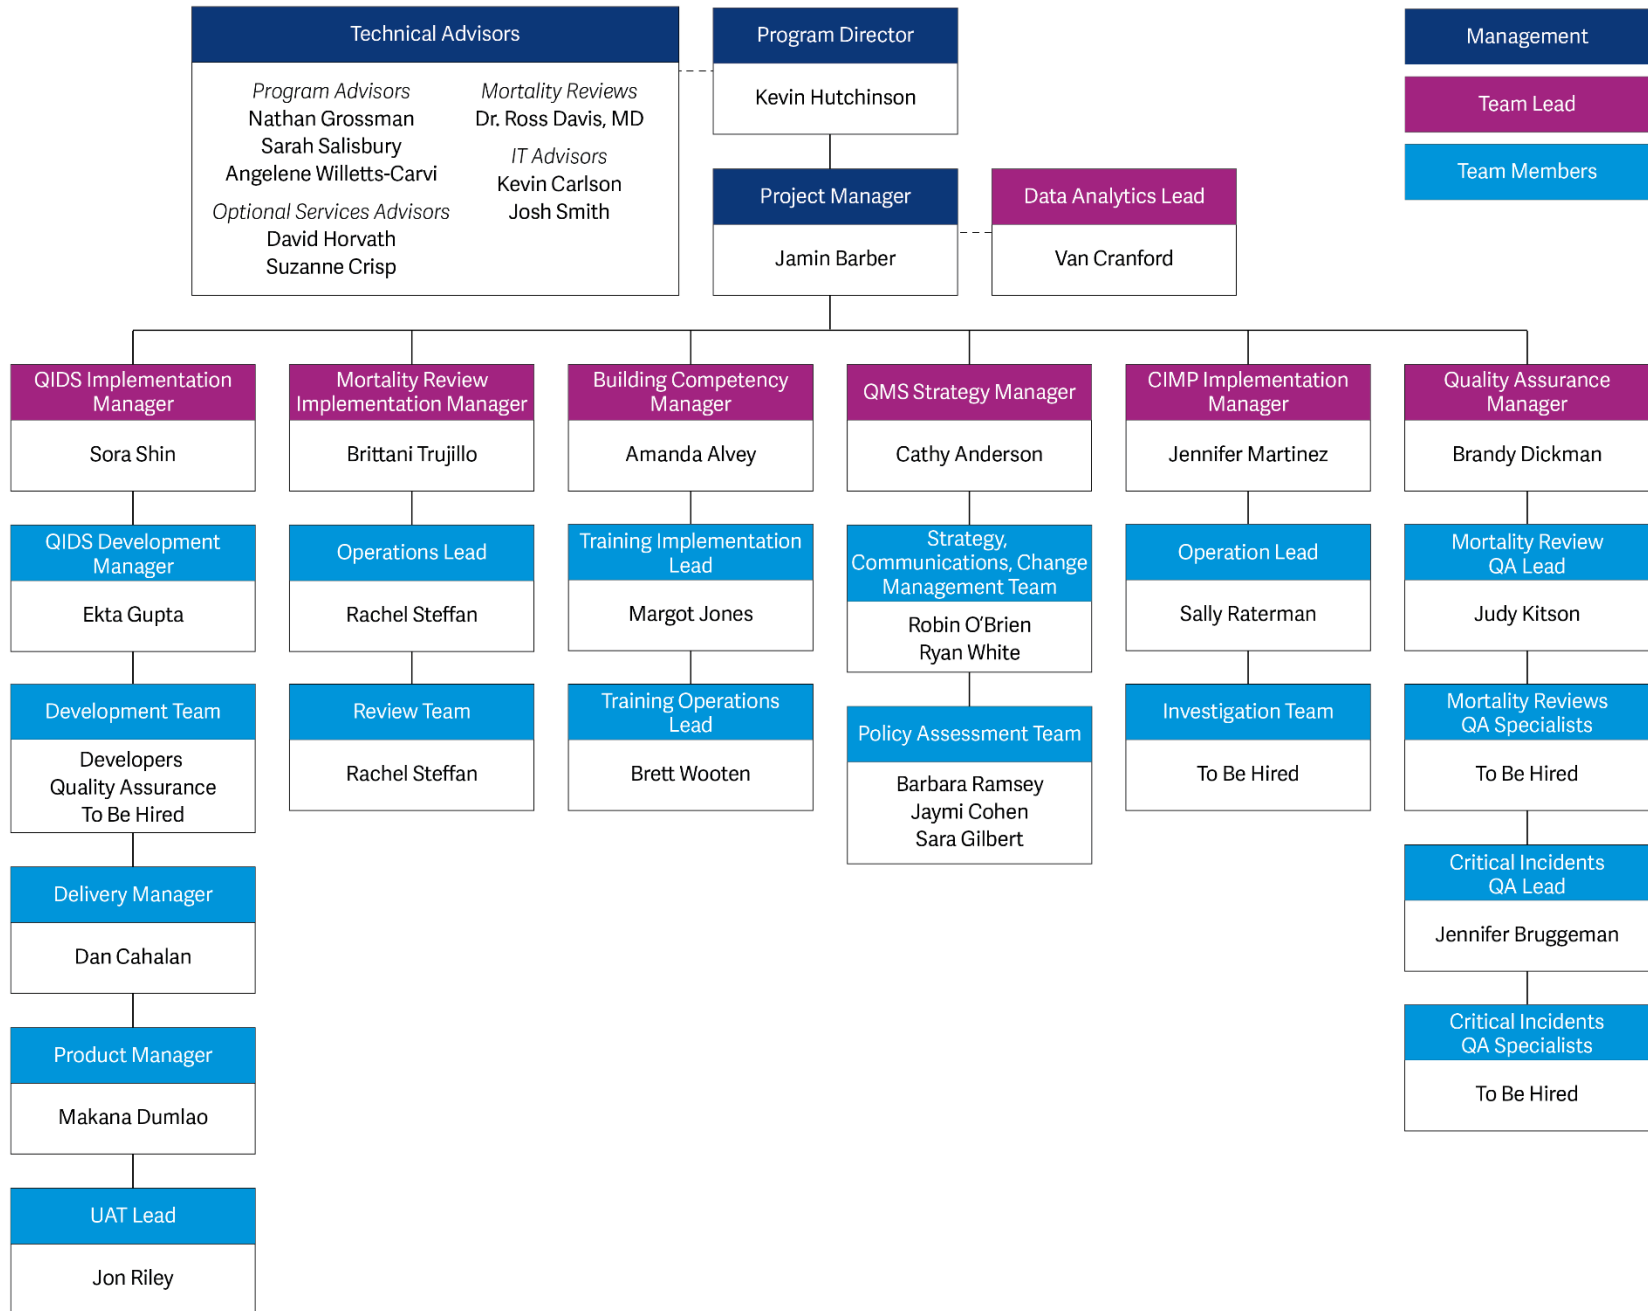 Technical Advisors
Program Advisors
Nathan Grossman
Sarah Salisbury
Angelene Willetts-Carvi
Optional Services Advisors
David Horvath
Suzanne Crisp
Mortality Reviews
Dr. Ross Davis, MD
IT Advisors
Kevin Carlson
Josh Smith
Program Director
Kevin Hutchinson
Management
Team Lead
Team Members
Project Manager
Jamin Barber
Data Analytics Lead
Van Cranford
QIDS Implementation
Manager
Sora Shin
QIDS Development
Manager
Ekta Gupta
Development Team
Developers
Quality Assurance
To Be Hired
Delivery Manager
Dan Cahalan
Product Manager
Makana Dumlao
UAT Lead
Jon Riley
Mortality Review
Implementation Manager
Brittani Trujillo
Operations Lead
Rachel Steffan
Review Team
Rachel Steffan
Building Competency
Manager
Amanda Alvey
Training Implementation
Lead
Margot Jones
Training Operations
Lead
Brett Wooten
QMS Strategy Manager
Cathy Anderson
Strategy,
Communications, Change
Management Team
Robin O’Brien
Ryan White
Policy Assessment Team
Barbara Ramsey
Jaymi Cohen
Sara Gilbert
CIMP Implementation
Manager
Jennifer Martinez
Operation Lead
Sally Raterman
Investigation Team
To Be Hired
Quality Assurance
Manager
Brandy Dickman
Mortality Review
QA Lead
Judy Kitson
Mortality Reviews
QA Specialists
To Be Hired
Critical Incidents
QA Lead
Jennifer Bruggeman
Critical Incidents
QA Specialists
To Be Hired